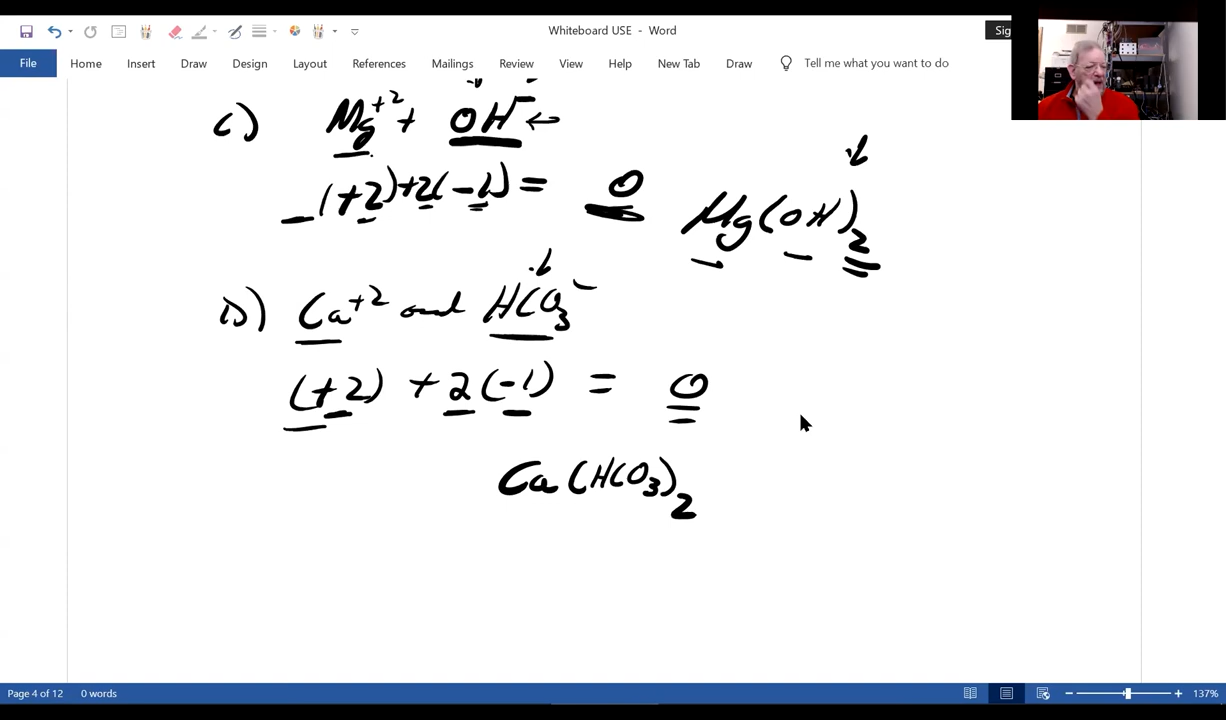 Whiteboard USE - Word
Sig
File Home Insert Draw Design Layout References Mailings Review View Help New Tab Draw Tell me what you want to do
C) Mg⁺² + OH⁻ ←
(+2)+2(-1) = 0 Mg(OH)₂
D) Ca⁺² and HCO₃⁻
(+2) + 2(-1) = 0
Ca(HCO₃)₂
Page 4 of 12 0 words 137%